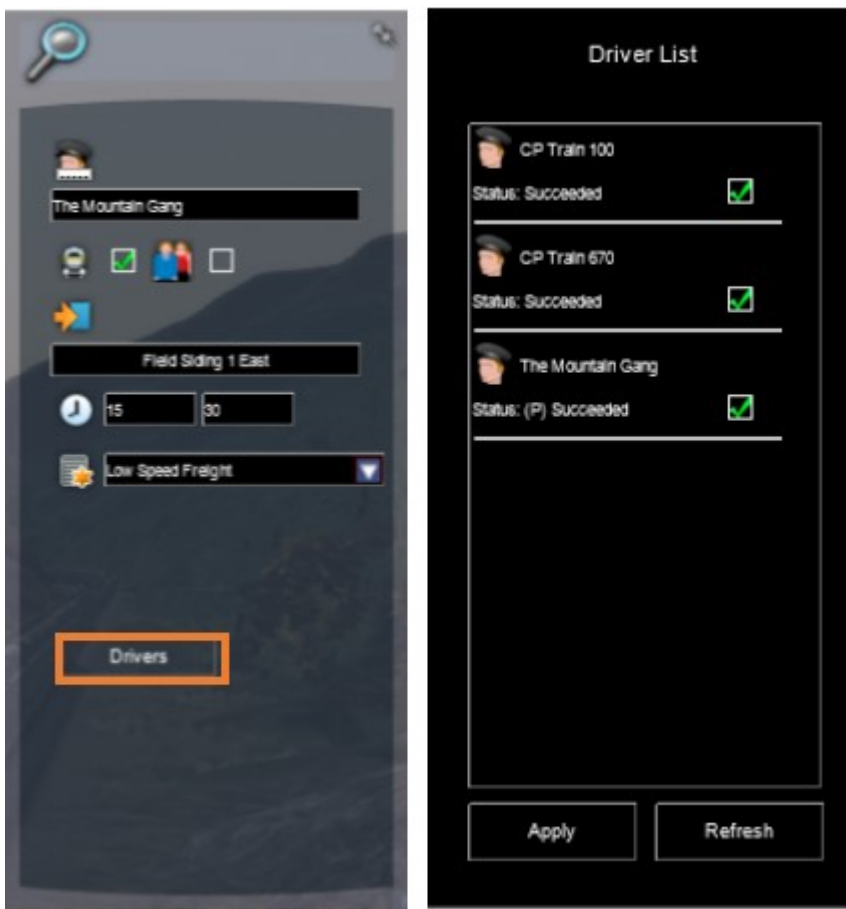 The Mountain Gang
Field Siding 1 East
15 30
Low Speed Freight
Drivers
Driver List
CP Train 100
Status: Succeeded
CP Train 670
Status: Succeeded
The Mountain Gang
Status: (P) Succeeded
Apply Refresh